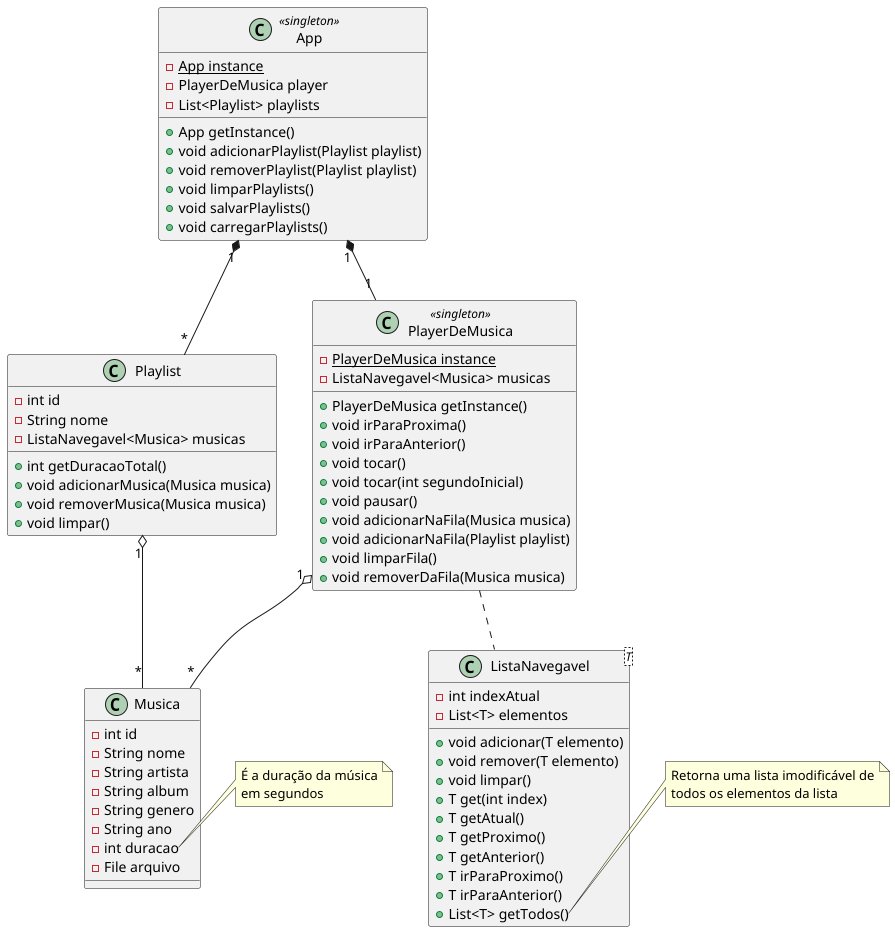 «singleton»
App
App instance
PlayerDeMusica player
List<Playlist> playlists
App getInstance()
void adicionarPlaylist(Playlist playlist)
void removerPlaylist(Playlist playlist)
void limparPlaylists()
void salvarPlaylists()
void carregarPlaylists()
1
1
*
1
Playlist
int id
String nome
ListaNavegavel<Musica> musicas
int getDuracaoTotal()
void adicionarMusica(Musica musica)
void removerMusica(Musica musica)
void limpar()
«singleton»
PlayerDeMusica
PlayerDeMusica instance
ListaNavegavel<Musica> musicas
PlayerDeMusica getInstance()
void irParaProxima()
void irParaAnterior()
void tocar()
void tocar(int segundoInicial)
void pausar()
void adicionarNaFila(Musica musica)
void adicionarNaFila(Playlist playlist)
void limparFila()
void removerDaFila(Musica musica)
1
1
*
*
Musica
int id
String nome
String artista
String album
String genero
String ano
int duracao
File arquivo
É a duração da música
em segundos
ListaNavegavel
T
int indexAtual
List<T> elementos
void adicionar(T elemento)
void remover(T elemento)
void limpar()
T get(int index)
T getAtual()
T getProximo()
T getAnterior()
T irParaProximo()
T irParaAnterior()
List<T> getTodos()
Retorna uma lista imodificável de
todos os elementos da lista